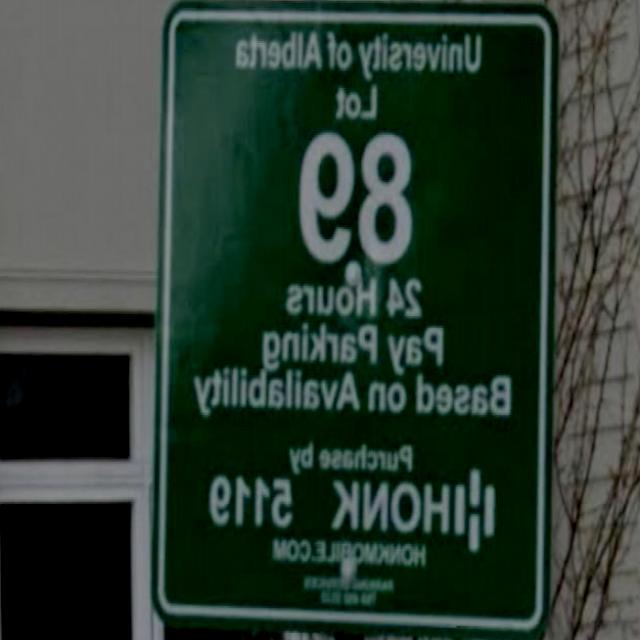 University of Alberta
Lot
89
24 Hours
Pay Parking
Based on Availability
Purchase by
HONK 5119
HONKMOBILE.COM